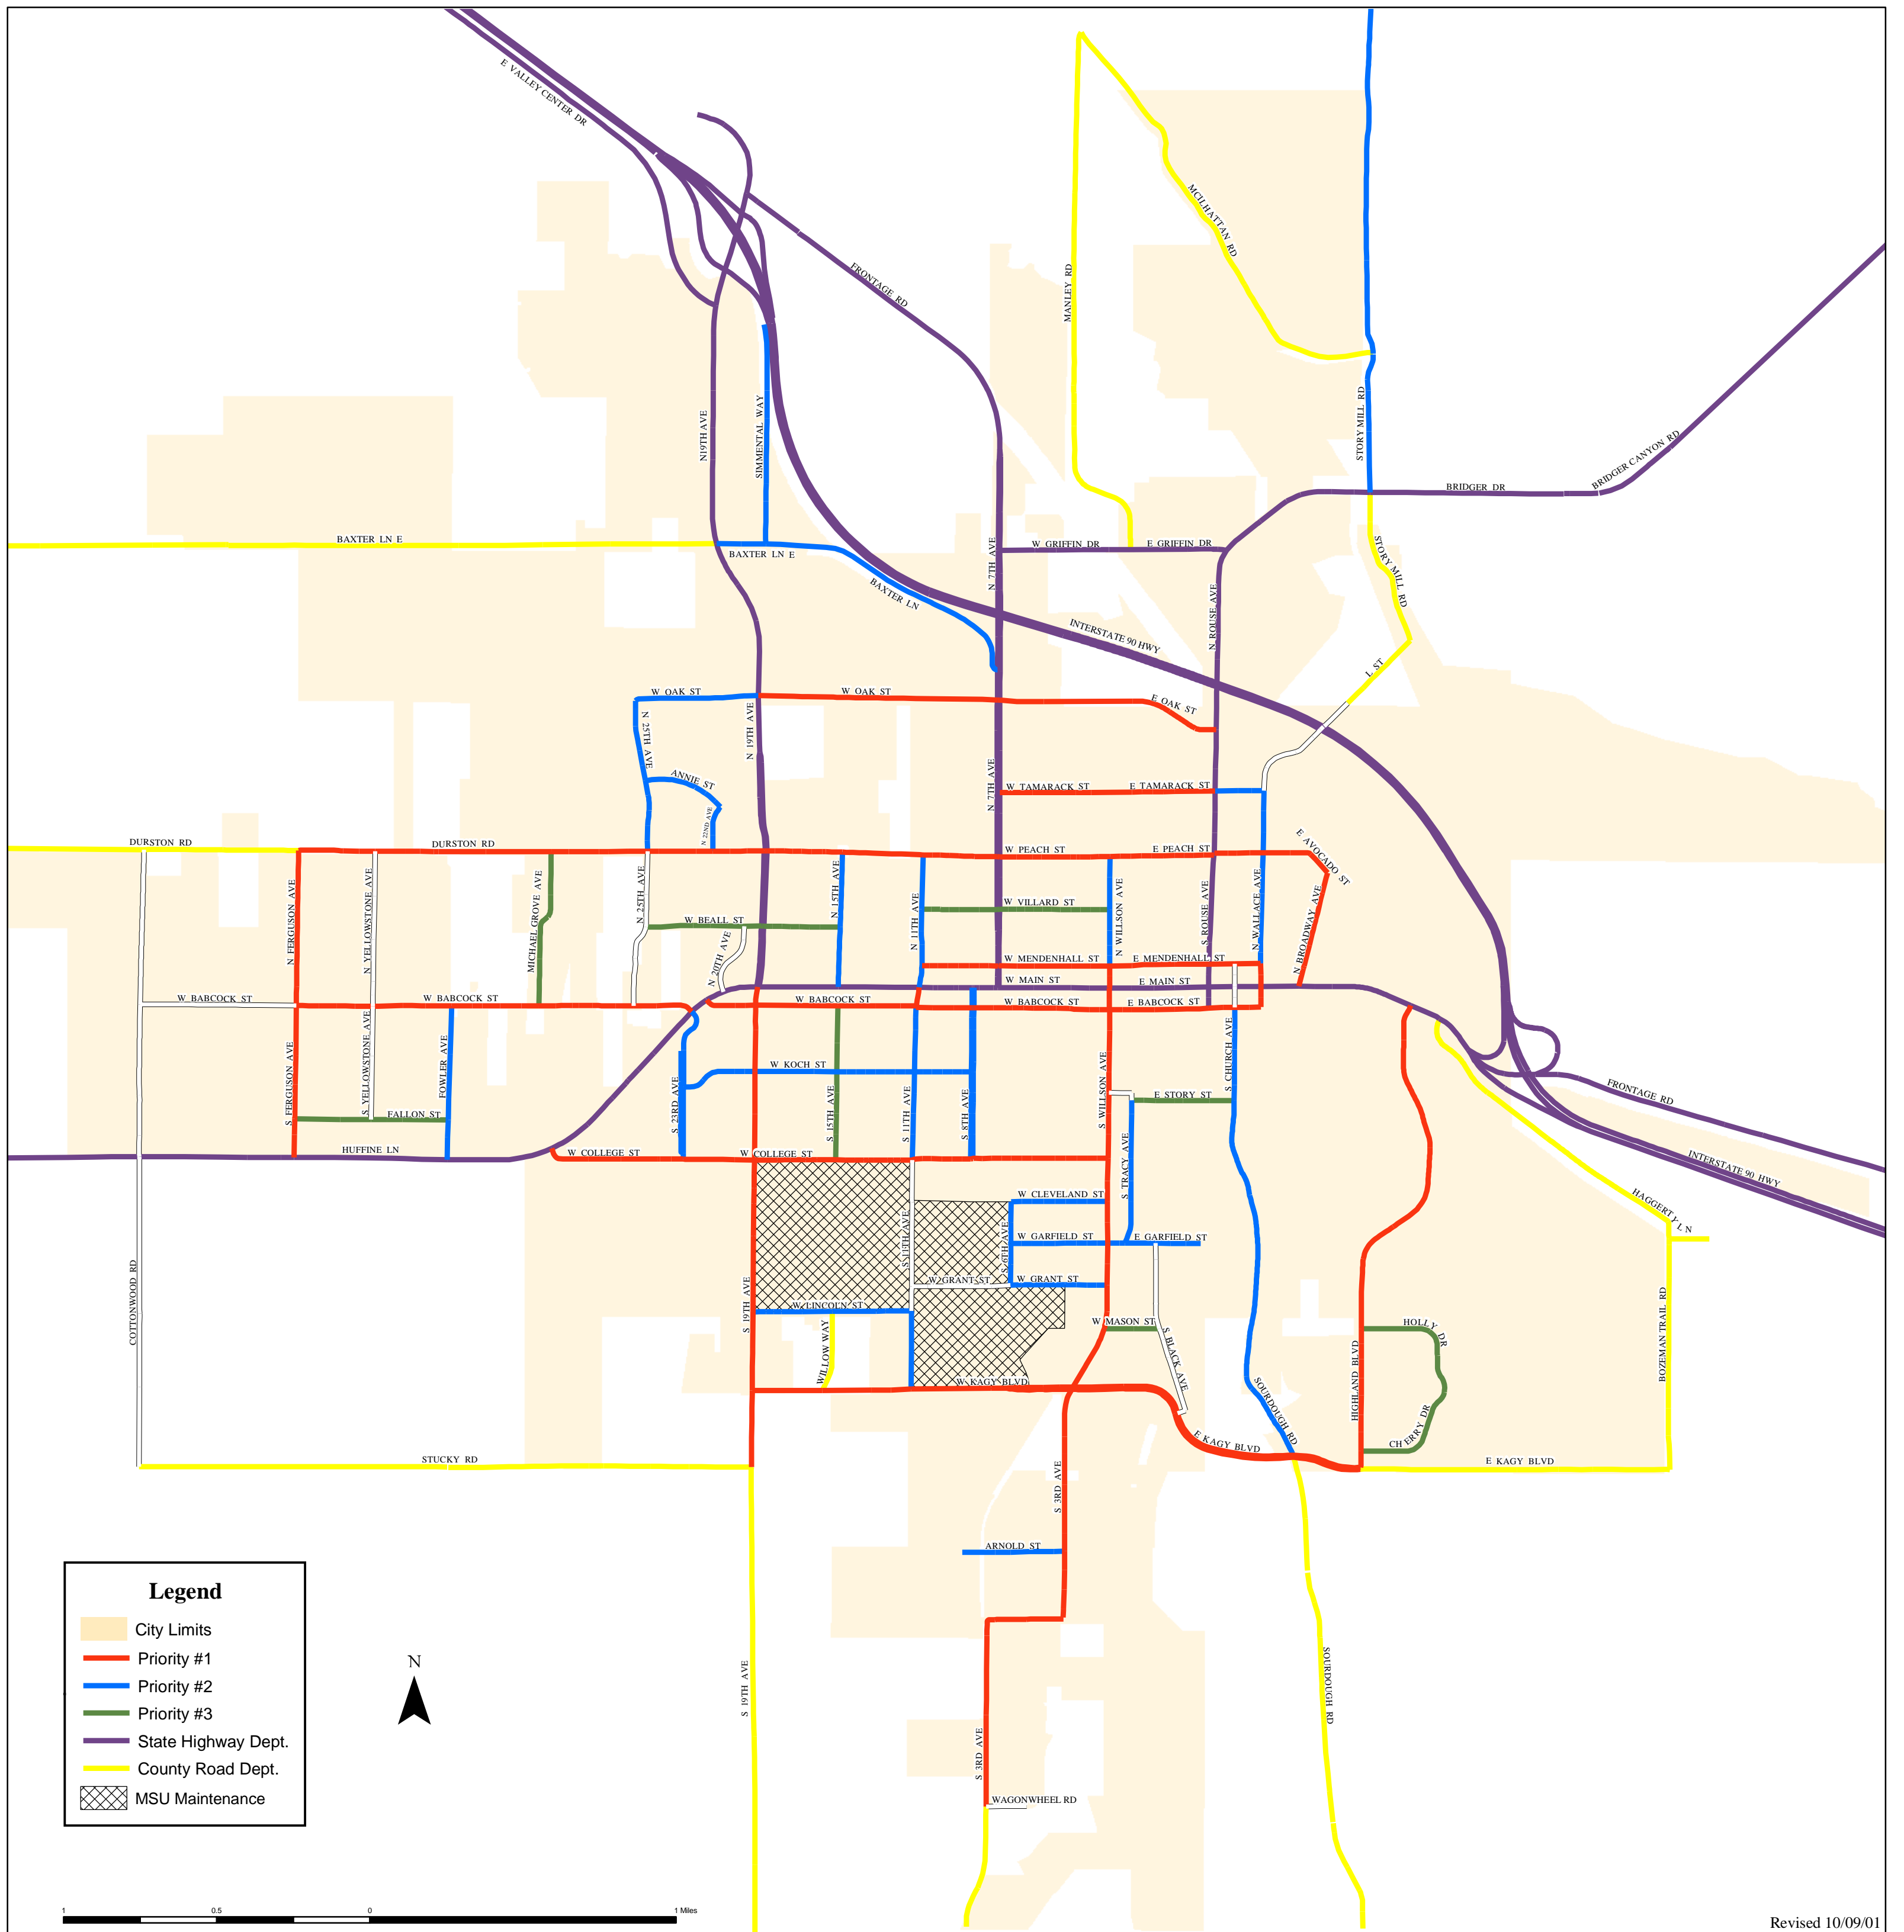 E VALLEY CENTER DR
MCILHATTAN RD
FRONTAGE RD
MANLEY RD
N19TH AVE
SIMMENTAL WAY
STORY MILL RD
BRIDGER CANYON RD
BRIDGER DR
BAXTER LN E
BAXTER LN E
W GRIFFIN DR
E GRIFFIN DR
N 7TH AVE
BAXTER LN
STORY MILL RD
N ROUSE AVE
INTERSTATE 90 HWY
L ST
W OAK ST
W OAK ST
E OAK ST
N 25TH AVE
N 19TH AVE
ANNIE ST
N 7TH AVE
W TAMARACK ST
E TAMARACK ST
N 22ND AVE
DURSTON RD
DURSTON RD
W PEACH ST
E PEACH ST
E AVOCADO ST
N FERGUSON AVE
N YELLOWSTONE AVE
MICHAEL GROVE AVE
N 25TH AVE
N 15TH AVE
N 11TH AVE
W VILLARD ST
N WILLSON AVE
S ROUSE AVE
N WALLACE AVE
N BROADWAY AVE
W BEALL ST
N 20TH AVE
W MENDENHALL ST
E MENDENHALL ST
W MAIN ST
E MAIN ST
W BABCOCK ST
W BABCOCK ST
W BABCOCK ST
W BABCOCK ST
E BABCOCK ST
S FERGUSON AVE
S YELLOWSTONE AVE
FOWLER AVE
W KOCH ST
S 23RD AVE
S 15TH AVE
S 11TH AVE
S 8TH AVE
S WILLSON AVE
S CHURCH AVE
E STORY ST
FRONTAGE RD
FALLON ST
HUFFINE LN
W COLLEGE ST
W COLLEGE ST
S TRACY AVE
INTERSTATE 90 HWY
W CLEVELAND ST
HAGGERTY LN
S 11TH AVE
S 6TH AVE
W GARFIELD ST
E GARFIELD ST
COTTONWOOD RD
W GRANT ST
W GRANT ST
S 19TH AVE
W LINCOLN ST
WILLOW WAY
W MASON ST
S BLACK AVE
HOLLY DR
BOZEMAN TRAIL RD
HIGHLAND BLVD
W KAGY BLVD
SOURDOUGH RD
CHERRY DR
E KAGY BLVD
STUCKY RD
E KAGY BLVD
S 3RD AVE
ARNOLD ST
S 19TH AVE
SOURDOUGH RD
S 3RD AVE
WAGONWHEEL RD
Legend
City Limits
Priority #1
Priority #2
Priority #3
State Highway Dept.
County Road Dept.
MSU Maintenance
N
1 0.5 0 1 Miles
Revised 10/09/01